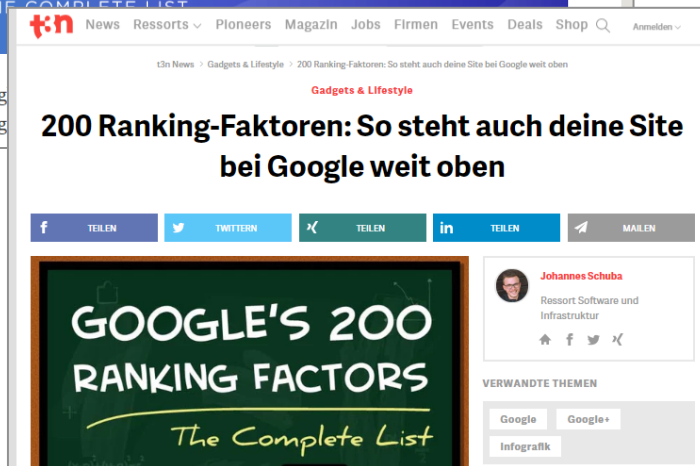 THE COMPLETE LIST
t3n News Ressorts Pioneers Magazin Jobs Firmen Events Deals Shop Anmelden
t3n News > Gadgets & Lifestyle > 200 Ranking-Faktoren: So steht auch deine Site bei Google weit oben
Gadgets & Lifestyle
200 Ranking-Faktoren: So steht auch deine Site
bei Google weit oben
TEILEN TWITTERN TEILEN TEILEN MAILEN
GOOGLE'S 200
RANKING FACTORS
The Complete List
Johannes Schuba
Ressort Software und
Infrastruktur
VERWANDTE THEMEN
Google Google+
Infografik